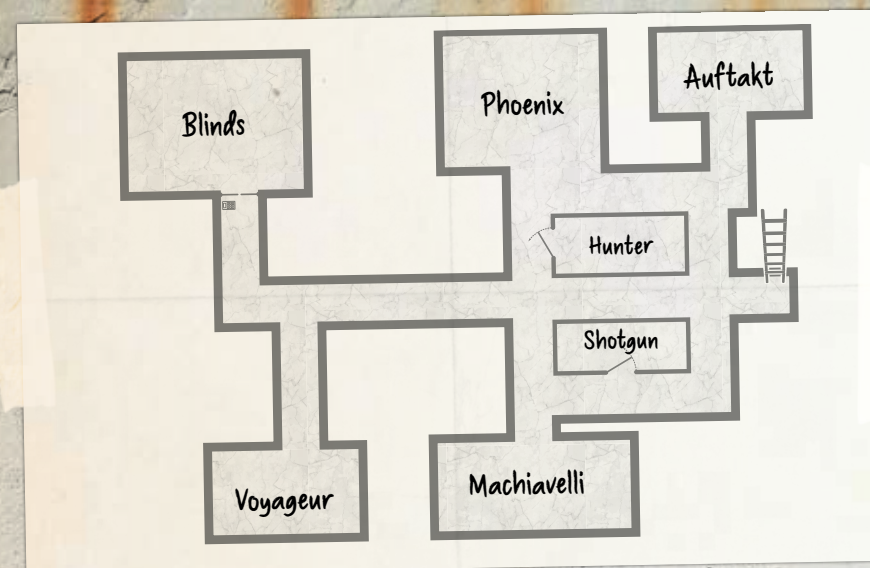 Auftakt
Phoenix
Blinds
Hunter
Shotgun
Machiavelli
Voyageur